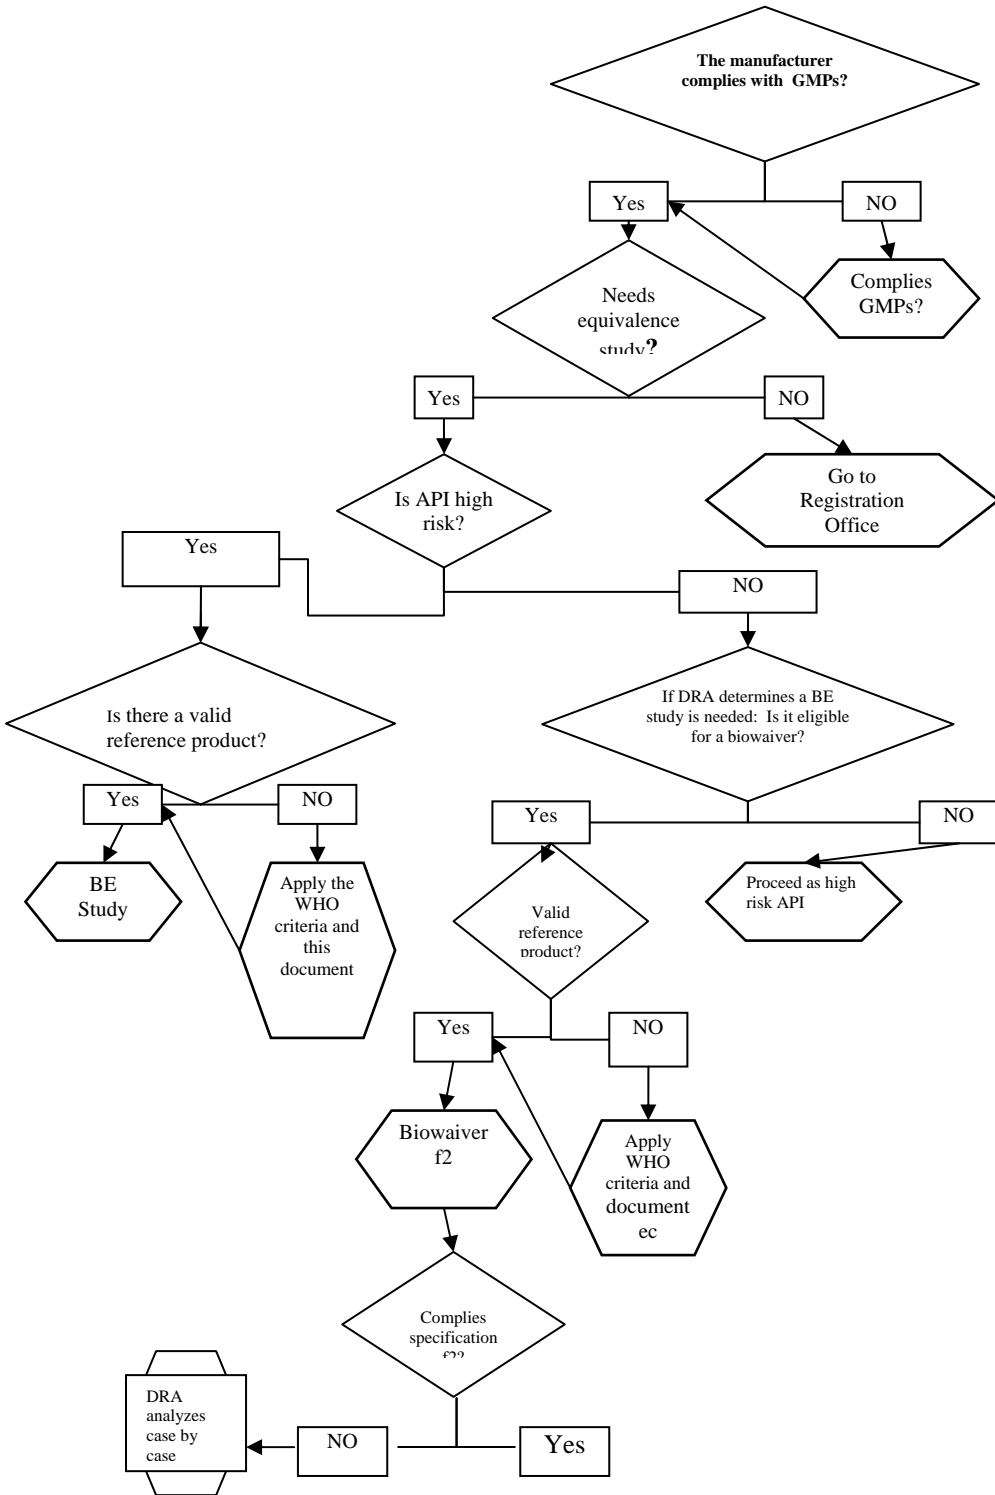 The manufacturer
complies with GMPs?
Yes
NO
Complies
GMPs?
Needs
equivalence
study?
Yes
NO
Go to
Registration
Office
Is API high
risk?
Yes
NO
Is there a valid
reference product?
If DRA determines a BE
study is needed: Is it eligible
for a biowaiver?
Yes
NO
Yes
NO
BE
Study
Apply the
WHO
criteria and
this
document
Proceed as high
risk API
Valid
reference
product?
Yes
NO
Biowaiver
f2
Apply
WHO
criteria and
document
ec
Complies
specification
f2?
DRA
analyzes
case by
case
NO
Yes